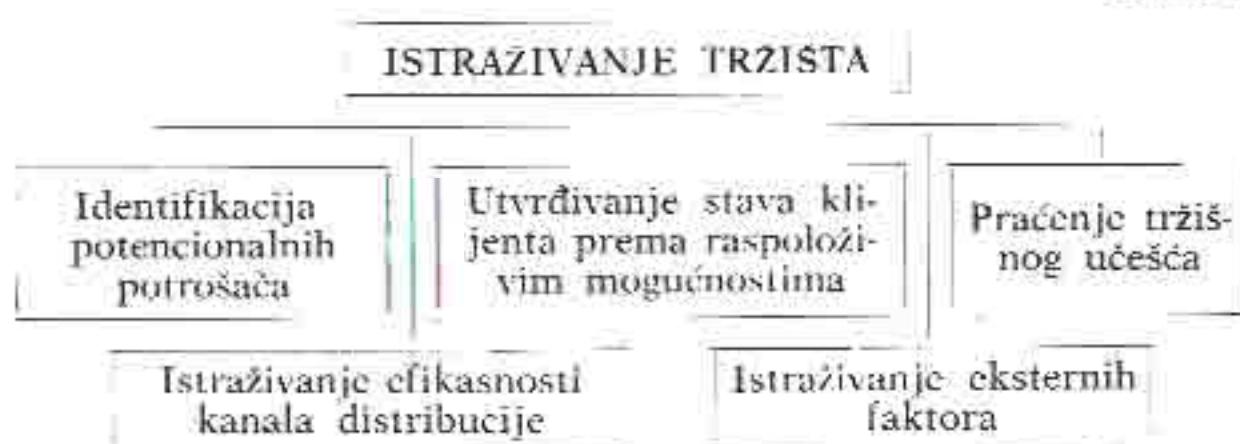 ISTRAŽIVANJE TRŽIŠTA
Identifikacija
potencionalnih
potrošača
Utvrđivanje stava kli-
jenta prema raspoloži-
vim mogućnostima
Praćenje tržiš-
nog učešća
Istraživanje efikasnosti
kanala distribucije
Istraživanje eksternih
faktora